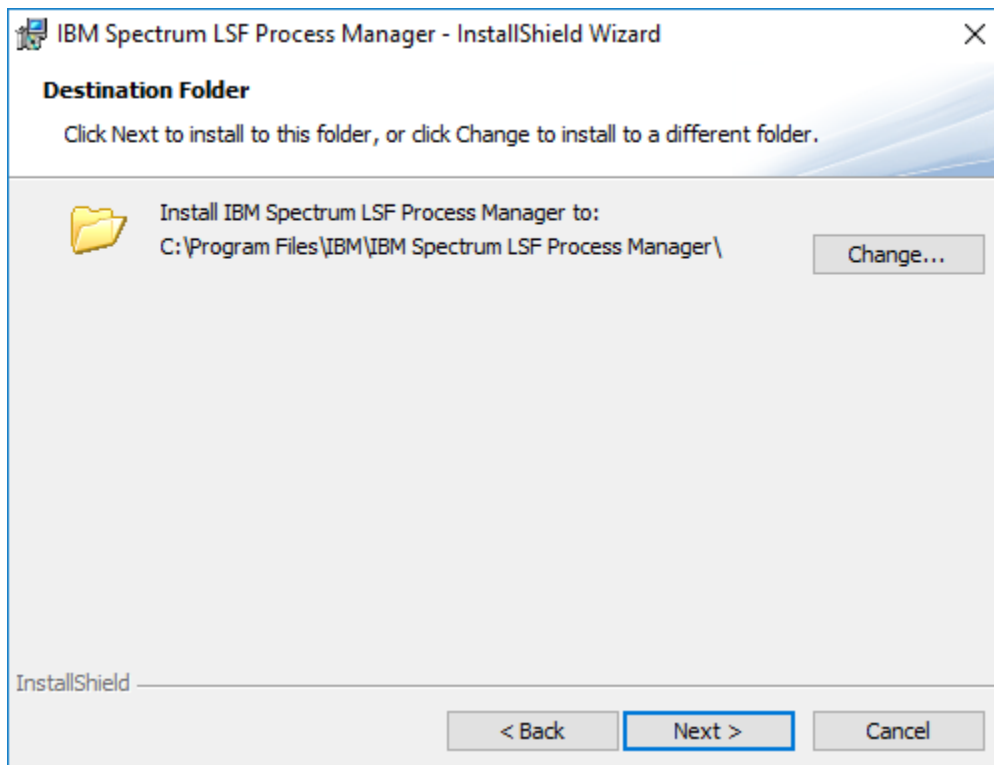 IBM Spectrum LSF Process Manager - InstallShield Wizard
Destination Folder
Click Next to install to this folder, or click Change to install to a different folder.
Install IBM Spectrum LSF Process Manager to:
C:\Program Files\IBM\IBM Spectrum LSF Process Manager\
Change...
InstallShield
< Back
Next >
Cancel